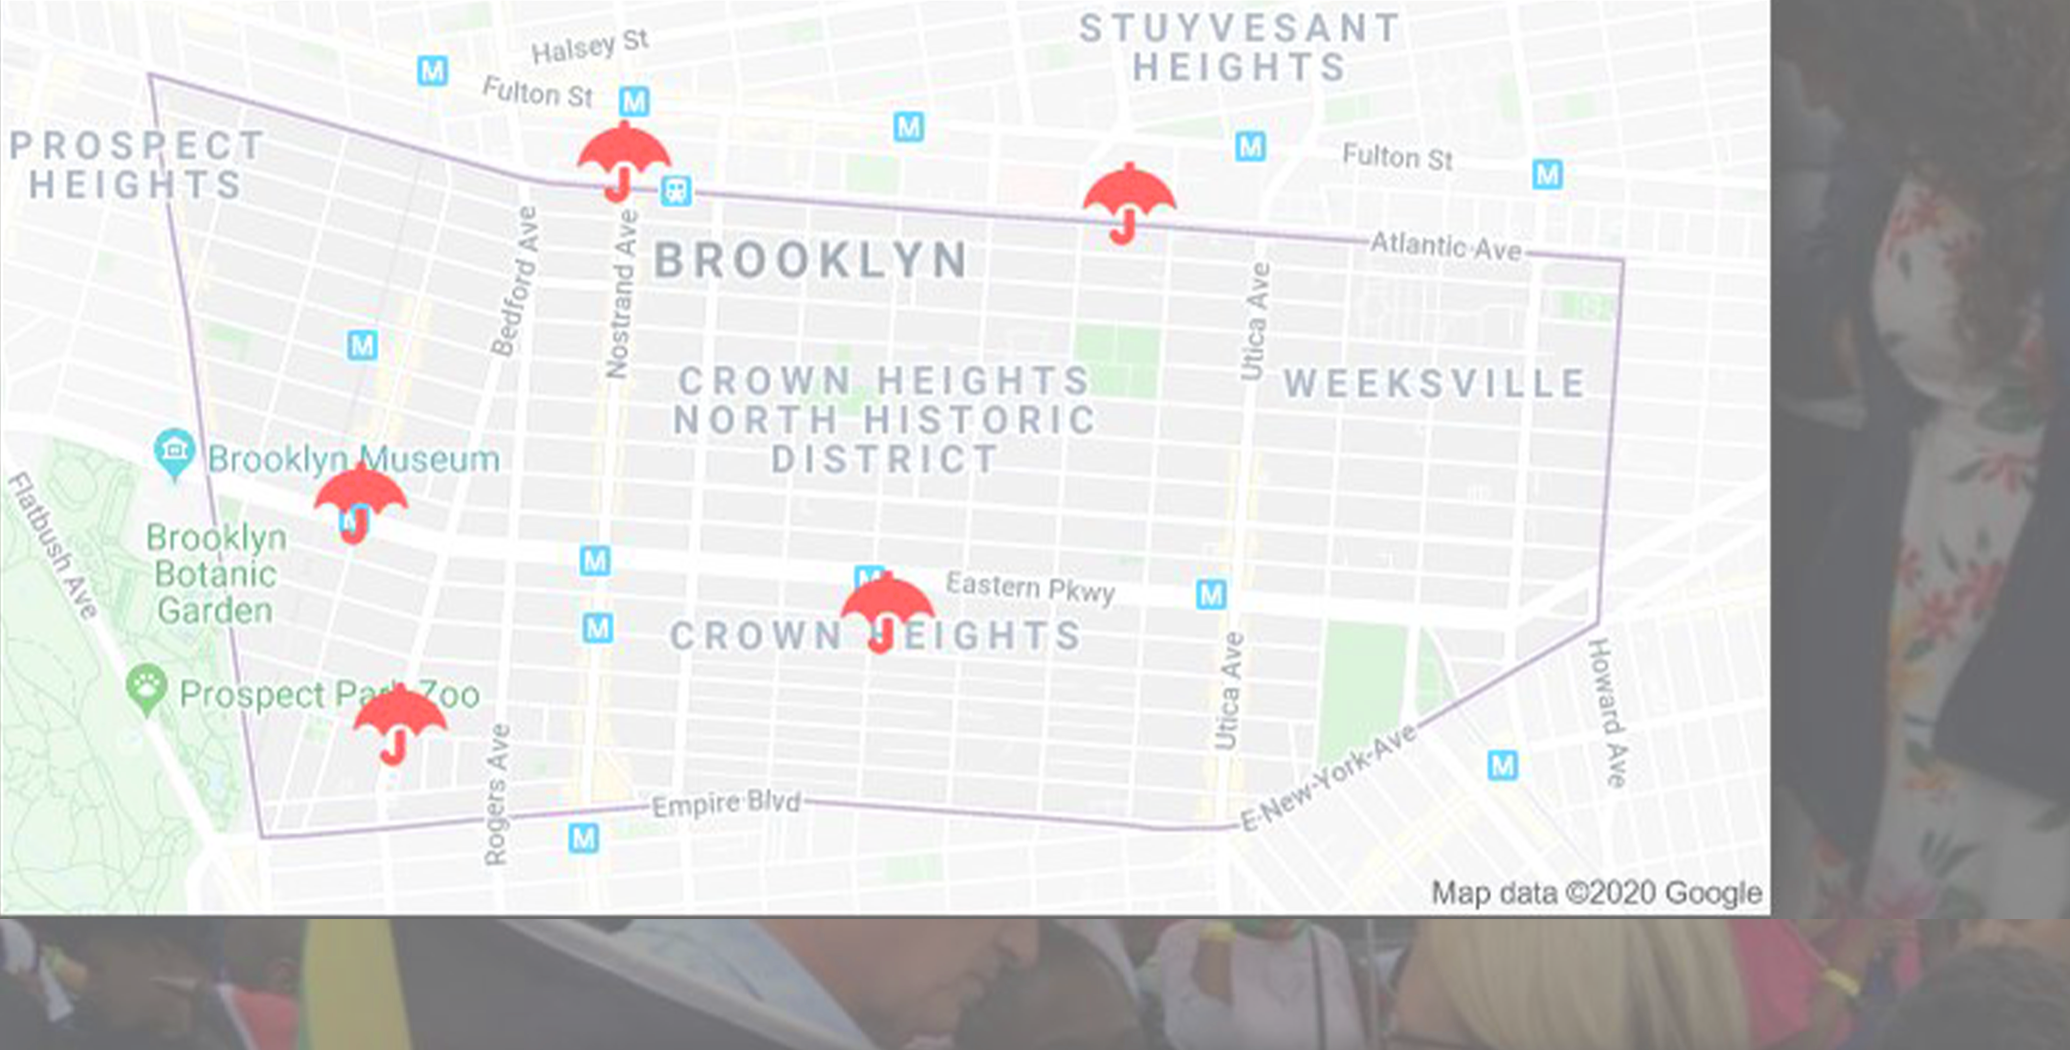 STUYVESANT
HEIGHTS
Halsey St
M
Fulton St
M
M
M
Fulton St
M
PROSPECT
HEIGHTS
Bedford Ave
Nostrand Ave
BROOKLYN
Atlantic Ave
Utica Ave
M
CROWN HEIGHTS
NORTH HISTORIC
DISTRICT
WEEKSVILLE
Brooklyn Museum
Flatbush Ave
M
Brooklyn
Botanic
Garden
M
M
Eastern Pkwy
M
M
CROWN HEIGHTS
Utica Ave
Howard Ave
Prospect Park Zoo
Rogers Ave
E New York Ave
M
Empire Blvd
M
Map data ©2020 Google